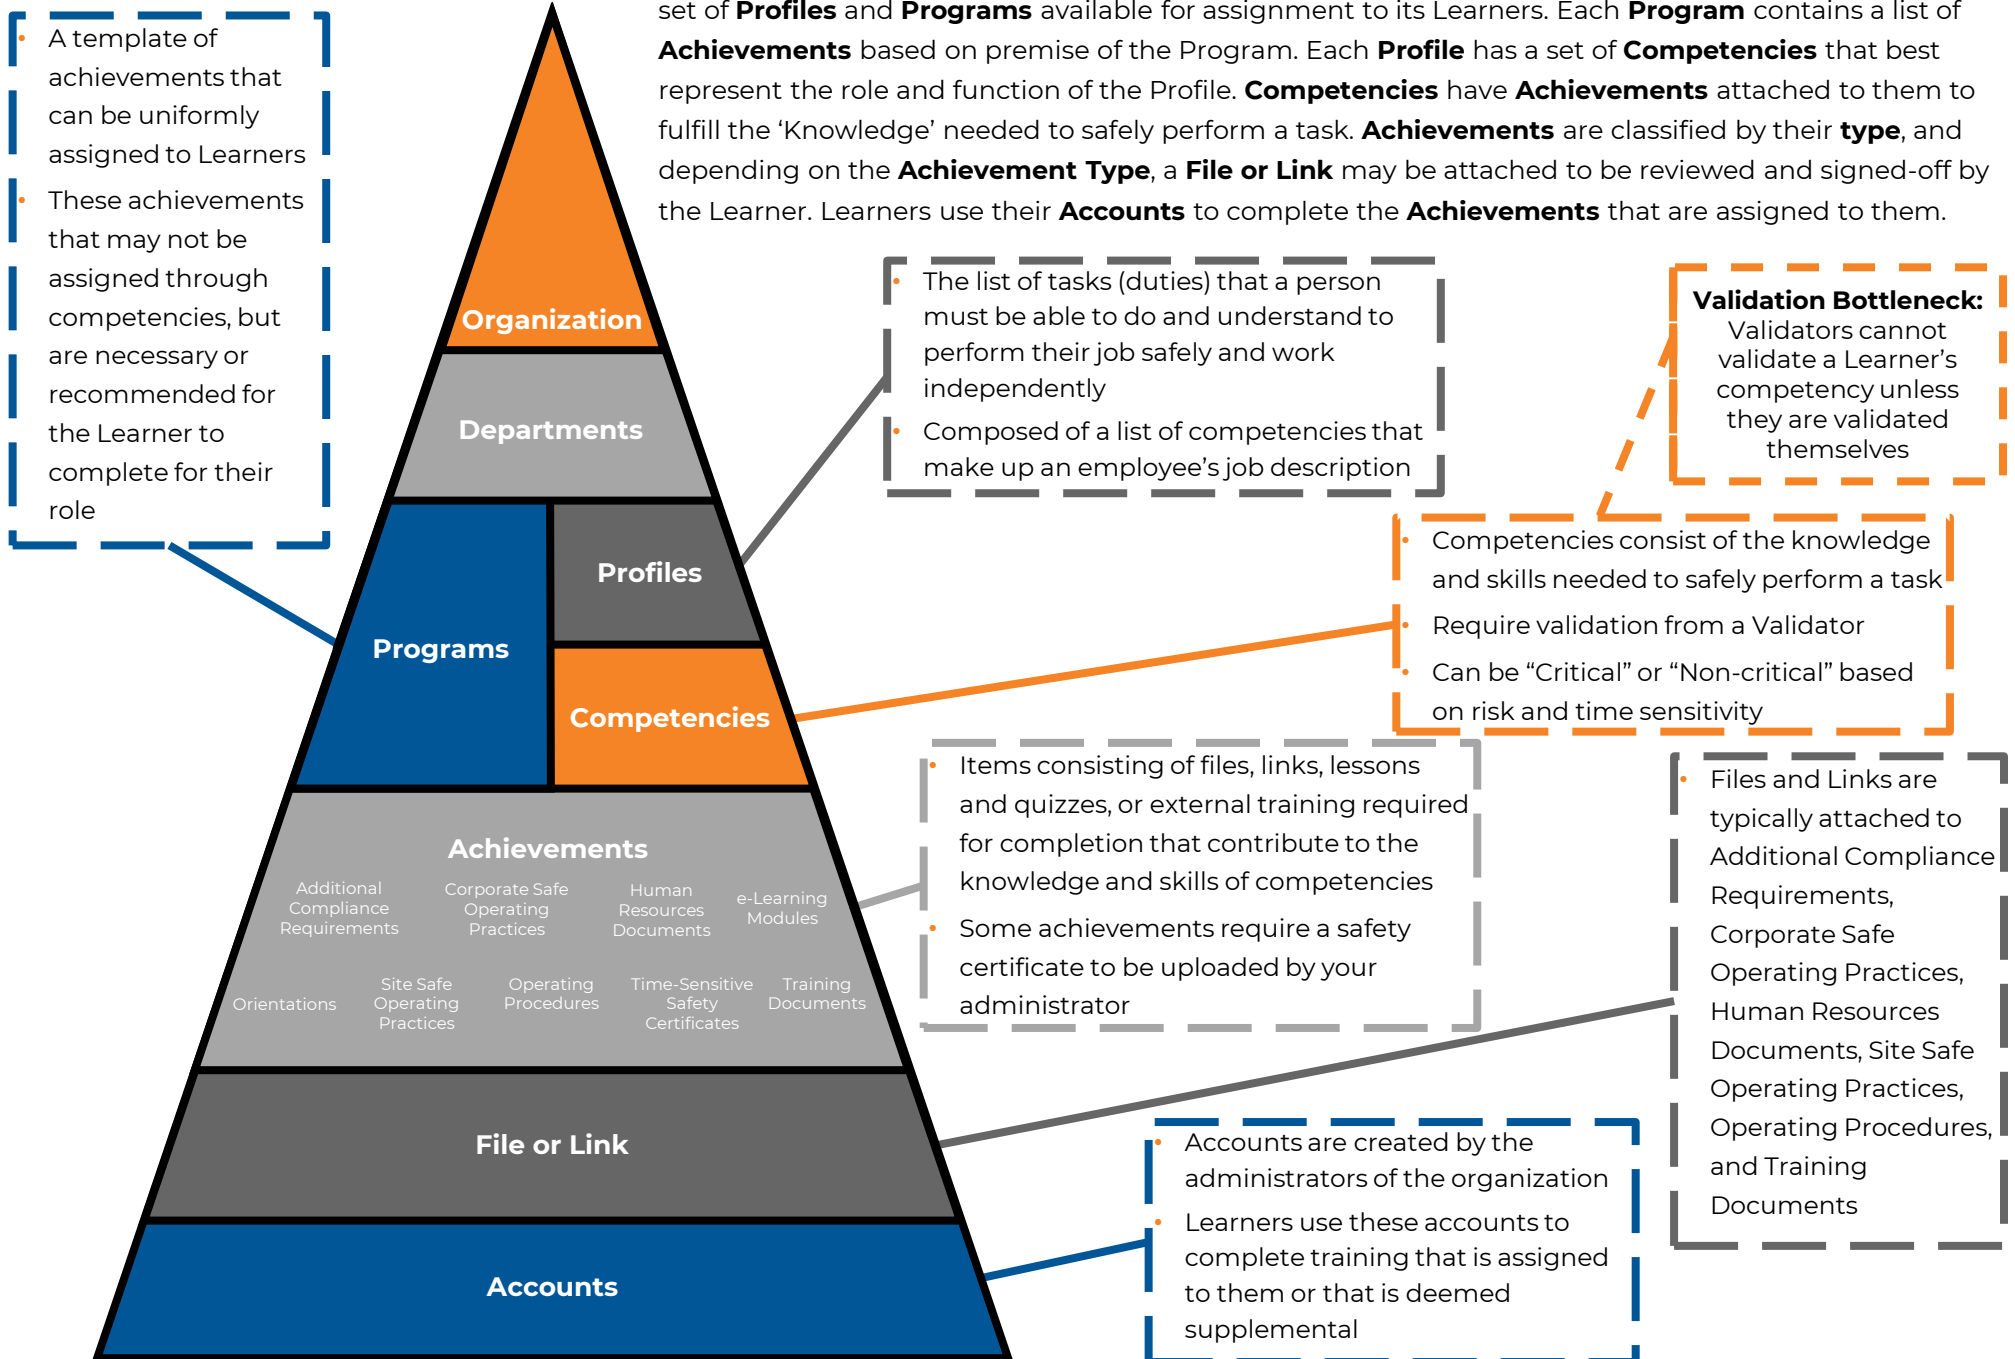 set of Profiles and Programs available for assignment to its Learners. Each Program contains a list of
Achievements based on premise of the Program. Each Profile has a set of Competencies that best
represent the role and function of the Profile. Competencies have Achievements attached to them to
fulfill the ‘Knowledge’ needed to safely perform a task. Achievements are classified by their type, and
depending on the Achievement Type, a File or Link may be attached to be reviewed and signed-off by
the Learner. Learners use their Accounts to complete the Achievements that are assigned to them.
• A template of
achievements that
can be uniformly
assigned to Learners
• These achievements
that may not be
assigned through
competencies, but
are necessary or
recommended for
the Learner to
complete for their
role
Organization
Departments
Programs
Profiles
Competencies
Achievements
Additional
Compliance
Requirements
Corporate Safe
Operating
Practices
Human
Resources
Documents
e-Learning
Modules
Orientations
Site Safe
Operating
Practices
Operating
Procedures
Time-Sensitive
Safety
Certificates
Training
Documents
File or Link
Accounts
• The list of tasks (duties) that a person
must be able to do and understand to
perform their job safely and work
independently
• Composed of a list of competencies that
make up an employee’s job description
Validation Bottleneck:
Validators cannot
validate a Learner’s
competency unless
they are validated
themselves
• Competencies consist of the knowledge
and skills needed to safely perform a task
• Require validation from a Validator
• Can be “Critical” or “Non-critical” based
on risk and time sensitivity
• Items consisting of files, links, lessons
and quizzes, or external training required
for completion that contribute to the
knowledge and skills of competencies
• Some achievements require a safety
certificate to be uploaded by your
administrator
• Files and Links are
typically attached to
Additional Compliance
Requirements,
Corporate Safe
Operating Practices,
Human Resources
Documents, Site Safe
Operating Practices,
Operating Procedures,
and Training
Documents
• Accounts are created by the
administrators of the organization
• Learners use these accounts to
complete training that is assigned
to them or that is deemed
supplemental